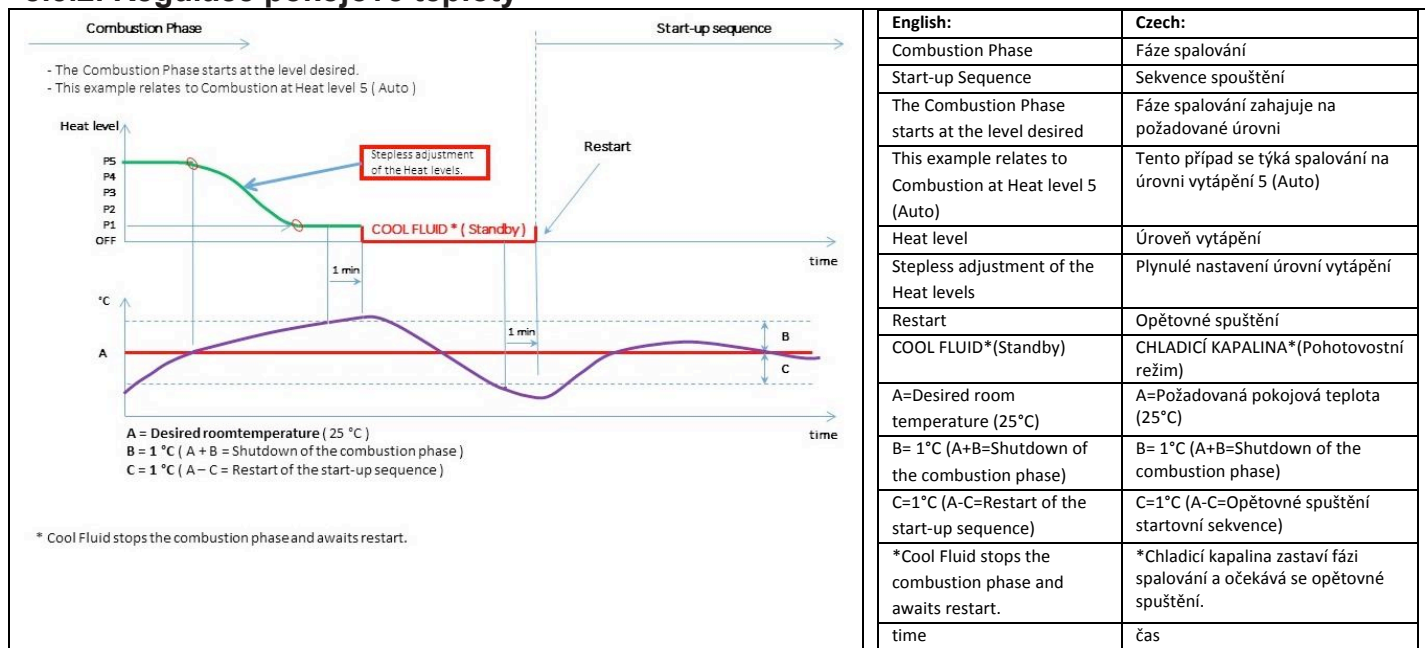 Regulace pokojové teploty
Combustion Phase
Start-up sequence
- The Combustion Phase starts at the level desired.
- This example relates to Combustion at Heat level 5 ( Auto )
Heat level
P5
P4
P3
P2
P1
OFF
Stepless adjustment
of the Heat levels.
Restart
COOL FLUID * ( Standby )
time
1 min
°C
1 min
A
B
C
time
A = Desired roomtemperature ( 25 °C )
B = 1 °C ( A + B = Shutdown of the combustion phase )
C = 1 °C ( A – C = Restart of the start-up sequence )
* Cool Fluid stops the combustion phaseand awaits restart.
English: Czech:
Combustion Phase Fáze spalování
Start-up Sequence Sekvence spouštění
The Combustion Phase
starts at the level desired
Fáze spalování zahajuje na
požadované úrovni
This example relates to
Combustion at Heat level 5
(Auto)
Tento případ se týká spalování na
úrovni vytápění 5 (Auto)
Heat level Úroveň vytápění
Stepless adjustment of the
Heat levels
Plynulé nastavení úrovní vytápění
Restart Opětovné spuštění
COOL FLUID*(Standby)
CHLADICÍ KAPALINA*(Pohotovostní
režim)
A=Desired room
temperature (25°C)
A=Požadovaná pokojová teplota
(25°C)
B= 1°C (A+B=Shutdown of
the combustion phase)
B= 1°C (A+B=Shutdown of the
combustion phase)
C=1°C (A-C=Restart of the
start-up sequence)
C=1°C (A-C=Opětovné spuštění
startovní sekvence)
*Cool Fluid stops the
combustion phase and
awaits restart.
*Chladicí kapalina zastaví fázi
spalování a očekává se opětovné
spuštění.
time čas